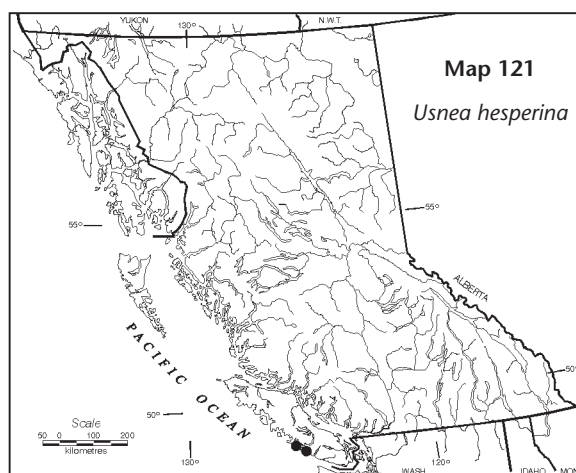 YUKON
130°
N.W.T.
Map 121
Usnea hesperina
55°
55°
ALBERTA
PACIFIC OCEAN
50°
50°
Scale
50 0 100 200
kilometres
130°
120°
WASH
IDAHO
MON